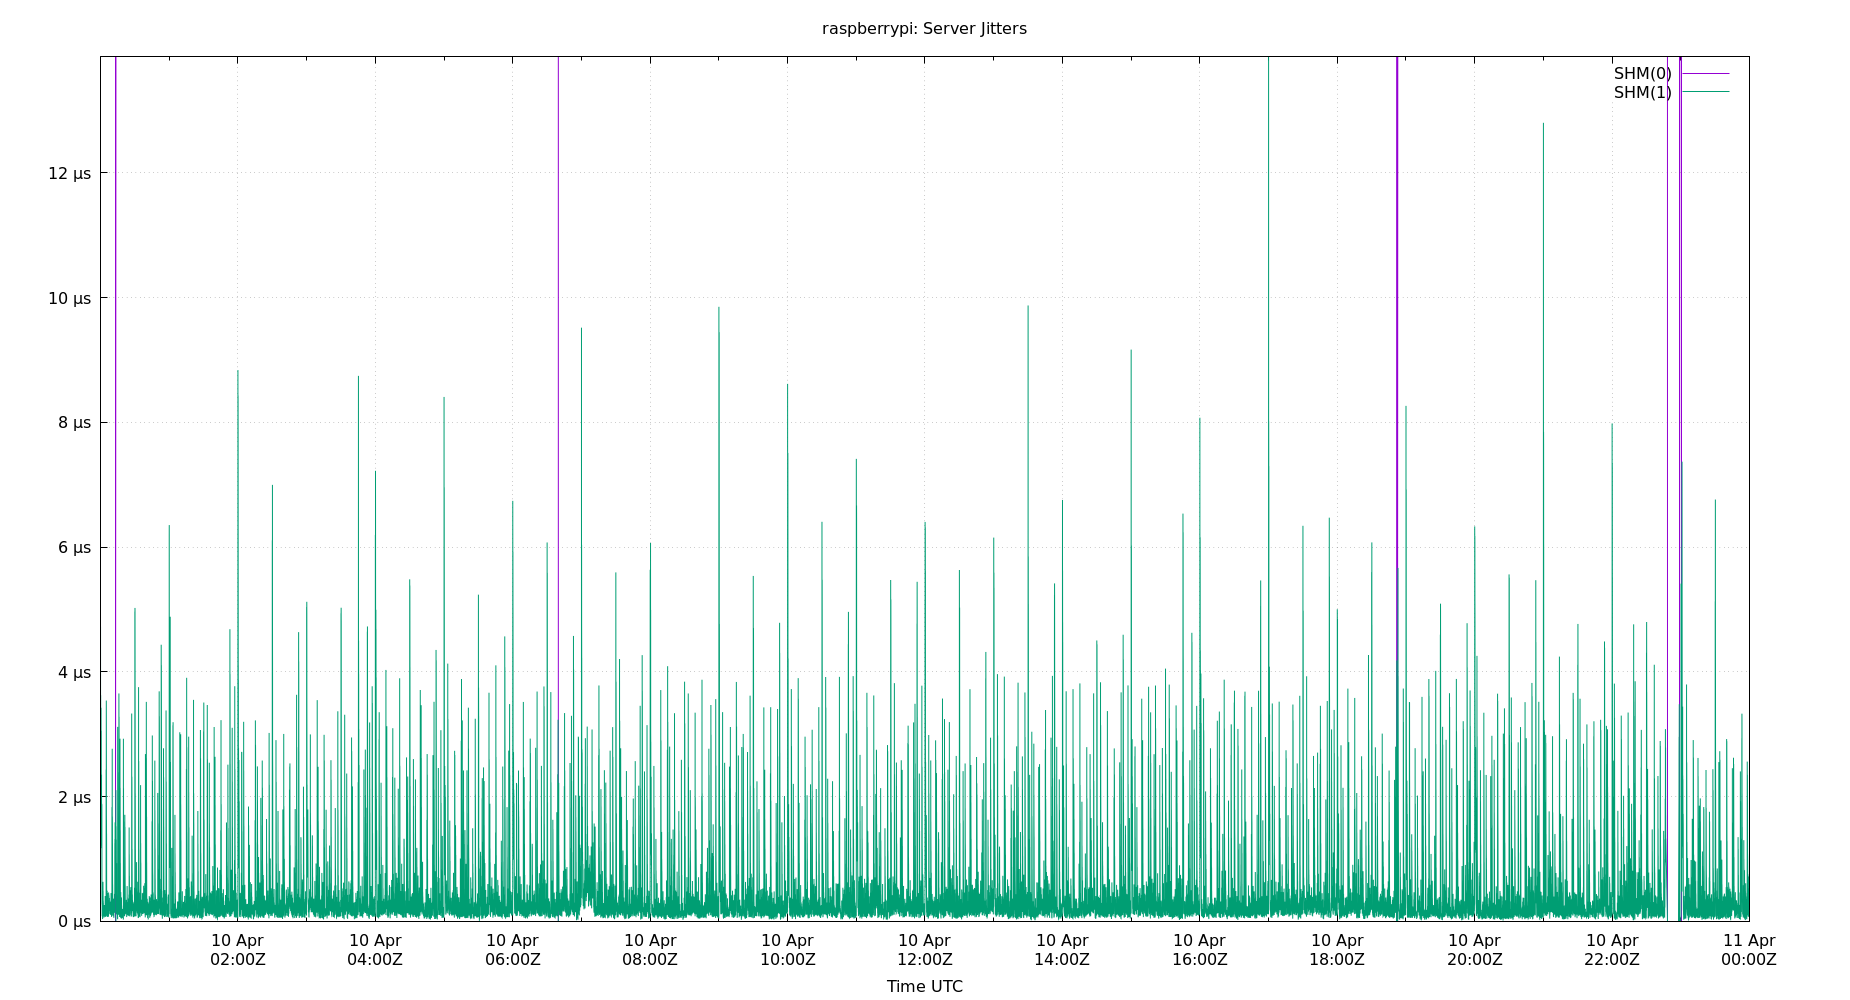 raspberrypi: Server Jitters
SHM(0)
SHM(1)
12 µs
10 µs
8 µs
6 µs
4 µs
2 µs
0 µs
10 Apr 10 Apr 10 Apr 10 Apr 10 Apr 10 Apr 10 Apr 10 Apr 10 Apr 10 Apr 10 Apr 11 Apr
02:00Z 04:00Z 06:00Z 08:00Z 10:00Z 12:00Z 14:00Z 16:00Z 18:00Z 20:00Z 22:00Z 00:00Z
Time UTC